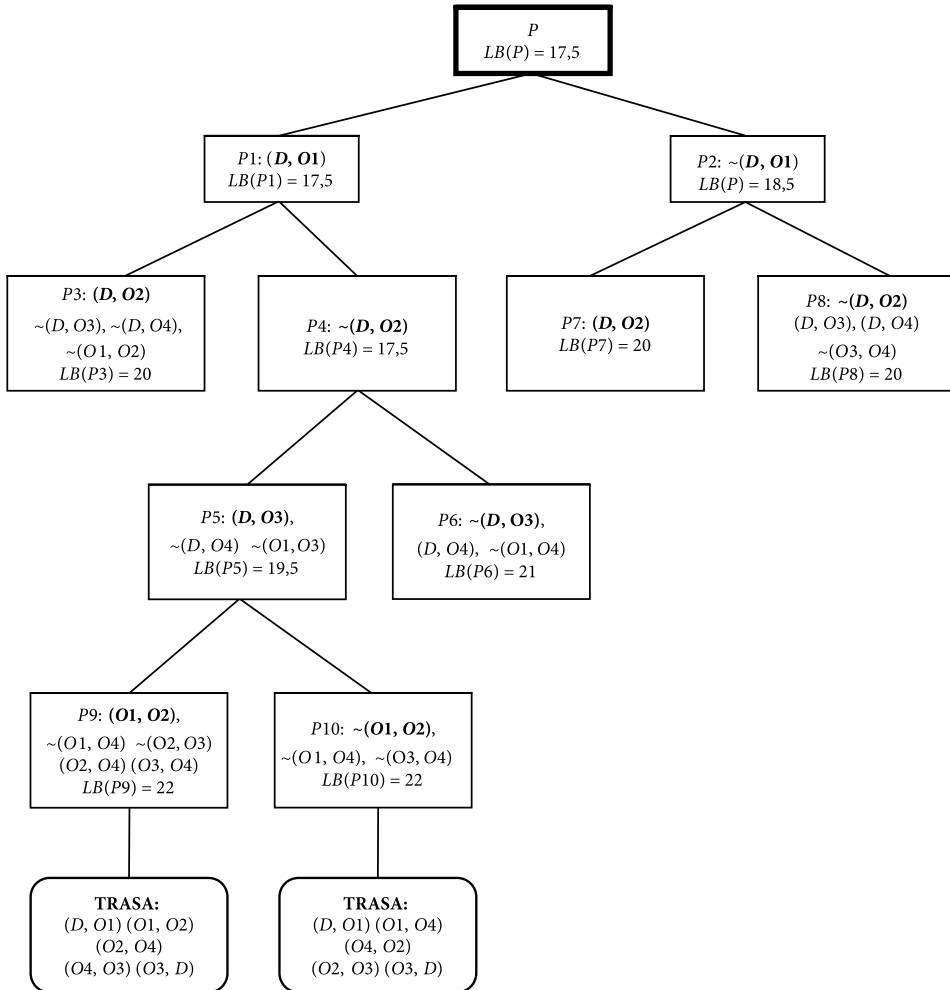 P
LB(P) = 17,5
P1: (D, O1)
LB(P1) = 17,5
P2: ~(D, O1)
LB(P) = 18,5
P3: (D, O2)
~(D, O3), ~(D, O4),
~(O1, O2)
LB(P3) = 20
P4: ~(D, O2)
LB(P4) = 17,5
P7: (D, O2)
LB(P7) = 20
P8: ~(D, O2)
(D, O3), (D, O4)
~(O3, O4)
LB(P8) = 20
P5: (D, O3),
~(D, O4) ~(O1,O3)
LB(P5) = 19,5
P6: ~(D, O3),
(D, O4), ~(O1, O4)
LB(P6) = 21
P9: (O1, O2),
~(O1, O4) ~(O2, O3)
(O2, O4) (O3, O4)
LB(P9) = 22
P10: ~(O1, O2),
~(O1, O4), ~(O3, O4)
LB(P10) = 22
TRASA:
(D, O1) (O1, O2)
(O2, O4)
(O4, O3) (O3, D)
TRASA:
(D, O1) (O1, O4)
(O4, O2)
(O2, O3) (O3, D)